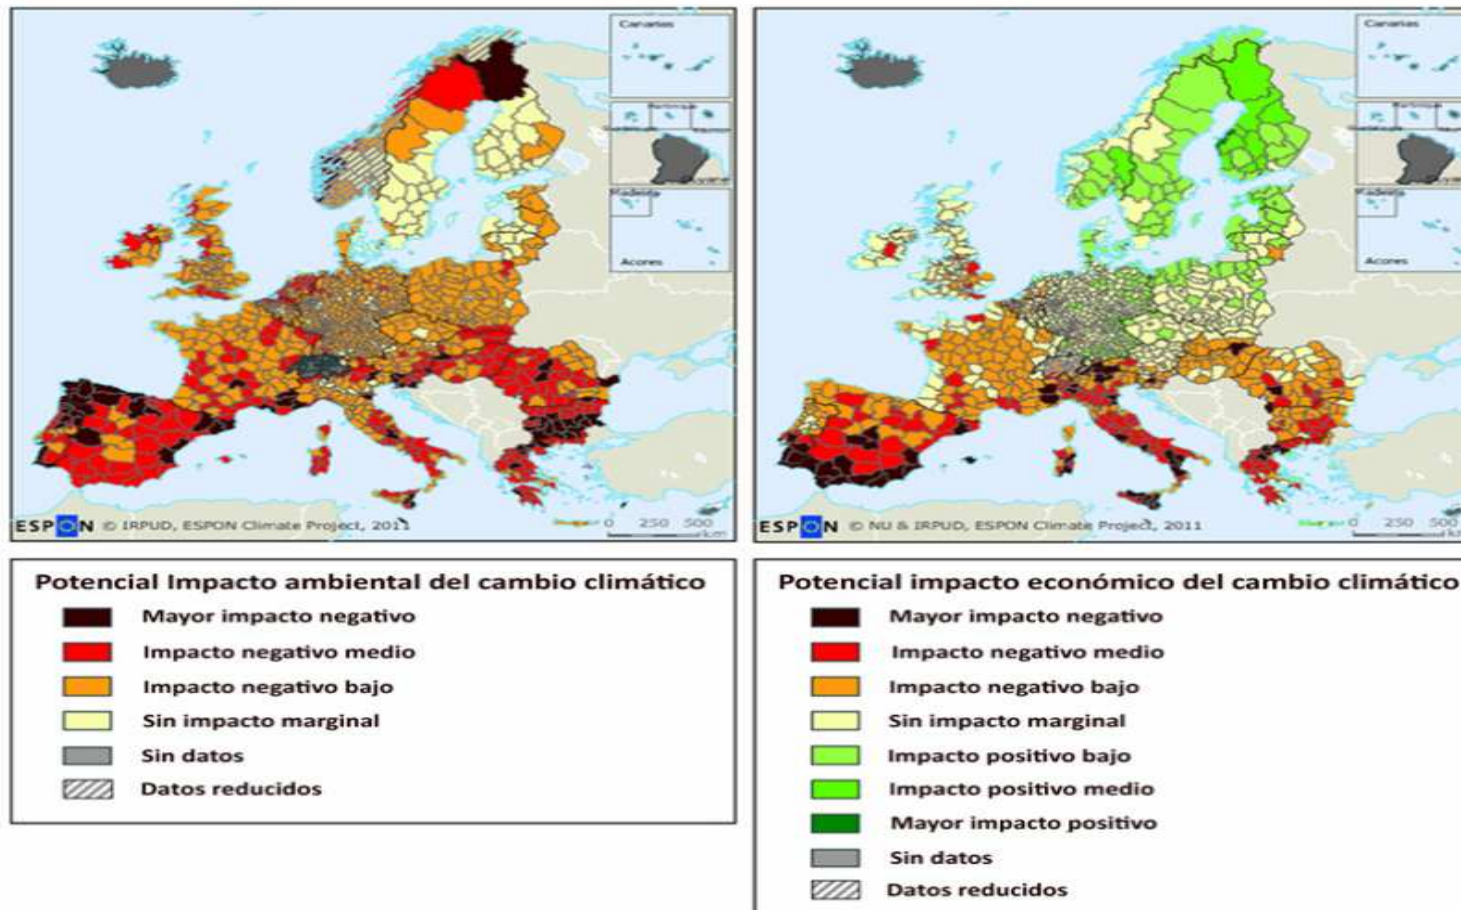 Canarias
Martinique
Guadeloupe
Réunion
Guyane
Madeira
Acores
ESPON © IRPUD, ESPON Climate Project, 2011
0 250 500
km
Potencial Impacto ambiental del cambio climático
Mayor impacto negativo
Impacto negativo medio
Impacto negativo bajo
Sin impacto marginal
Sin datos
Datos reducidos
Canarias
Madeira
Acores
ESPON © NU & IRPUD, ESPON Climate Project, 2011
0 250 500
Potencial impacto económico del cambio climático
Mayor impacto negativo
Impacto negativo medio
Impacto negativo bajo
Sin impacto marginal
Impacto positivo bajo
Impacto positivo medio
Mayor impacto positivo
Sin datos
Datos reducidos